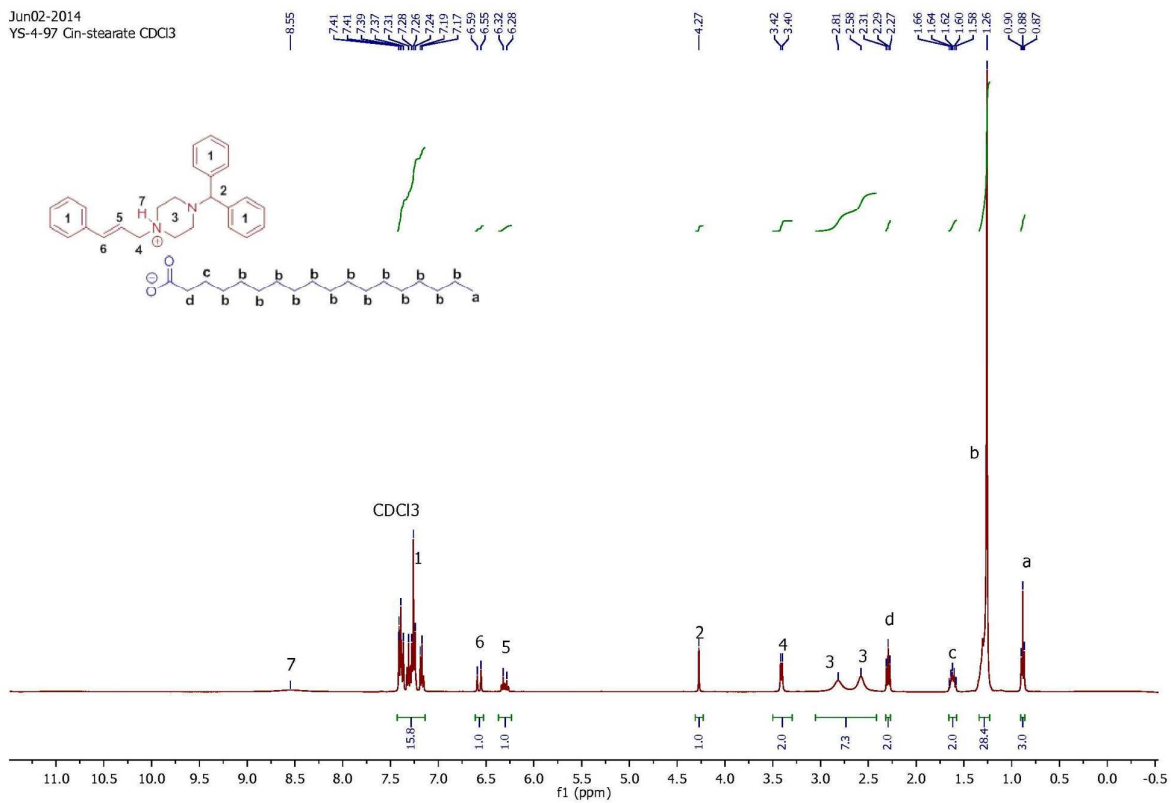 Jun02-2014
YS-4-97 Cin-stearate CDCl3
8.55
7.41
7.41
7.39
7.37
7.31
7.28
7.26
7.24
7.19
7.17
6.59
6.55
6.32
6.28
4.27
3.42
3.40
2.81
2.58
2.31
2.29
2.27
1.66
1.64
1.62
1.60
1.58
1.26
0.90
0.88
0.87
1
2
7
H
N
1 5 3 1
N
6 4 ⊕
O c b b b b b b b
⊖O d b b b b b b b a
b
CDCl3
1
a
7 6 5 2 4 3 3 d c
15.8 1.0 1.0 1.0 2.0 7.3 2.0 2.0 28.4 3.0
11.0 10.5 10.0 9.5 9.0 8.5 8.0 7.5 7.0 6.5 6.0 5.5 5.0 4.5 4.0 3.5 3.0 2.5 2.0 1.5 1.0 0.5 0.0 -0.5
f1 (ppm)